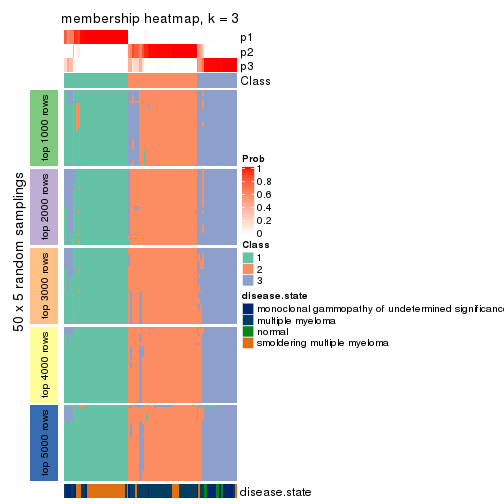 membership heatmap, k = 3
p1
p2
p3
Class
50 x 5 random samplings
top 1000 rows
top 2000 rows
top 3000 rows
top 4000 rows
top 5000 rows
Prob
1
0.8
0.6
0.4
0.2
0
Class
1
2
3
disease.state
monoclonal gammopathy of undetermined significance
multiple myeloma
normal
smoldering multiple myeloma
disease.state